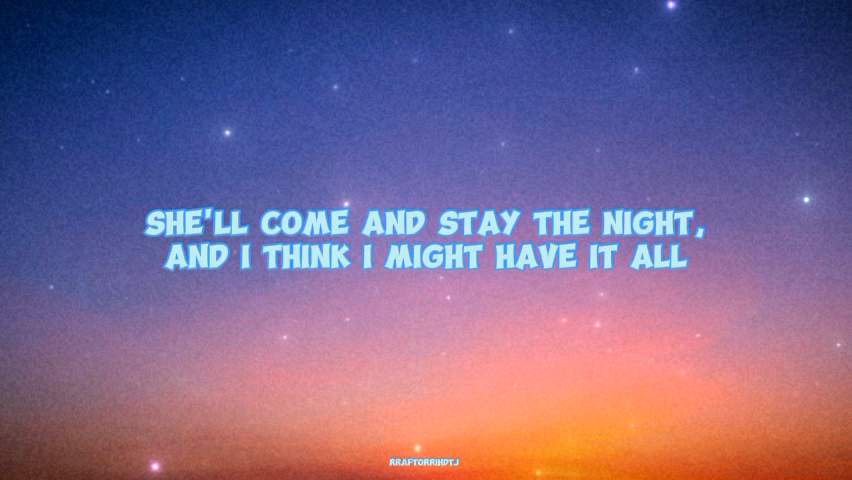 SHE'LL COME AND STAY THE NIGHT,
AND I THINK I MIGHT HAVE IT ALL